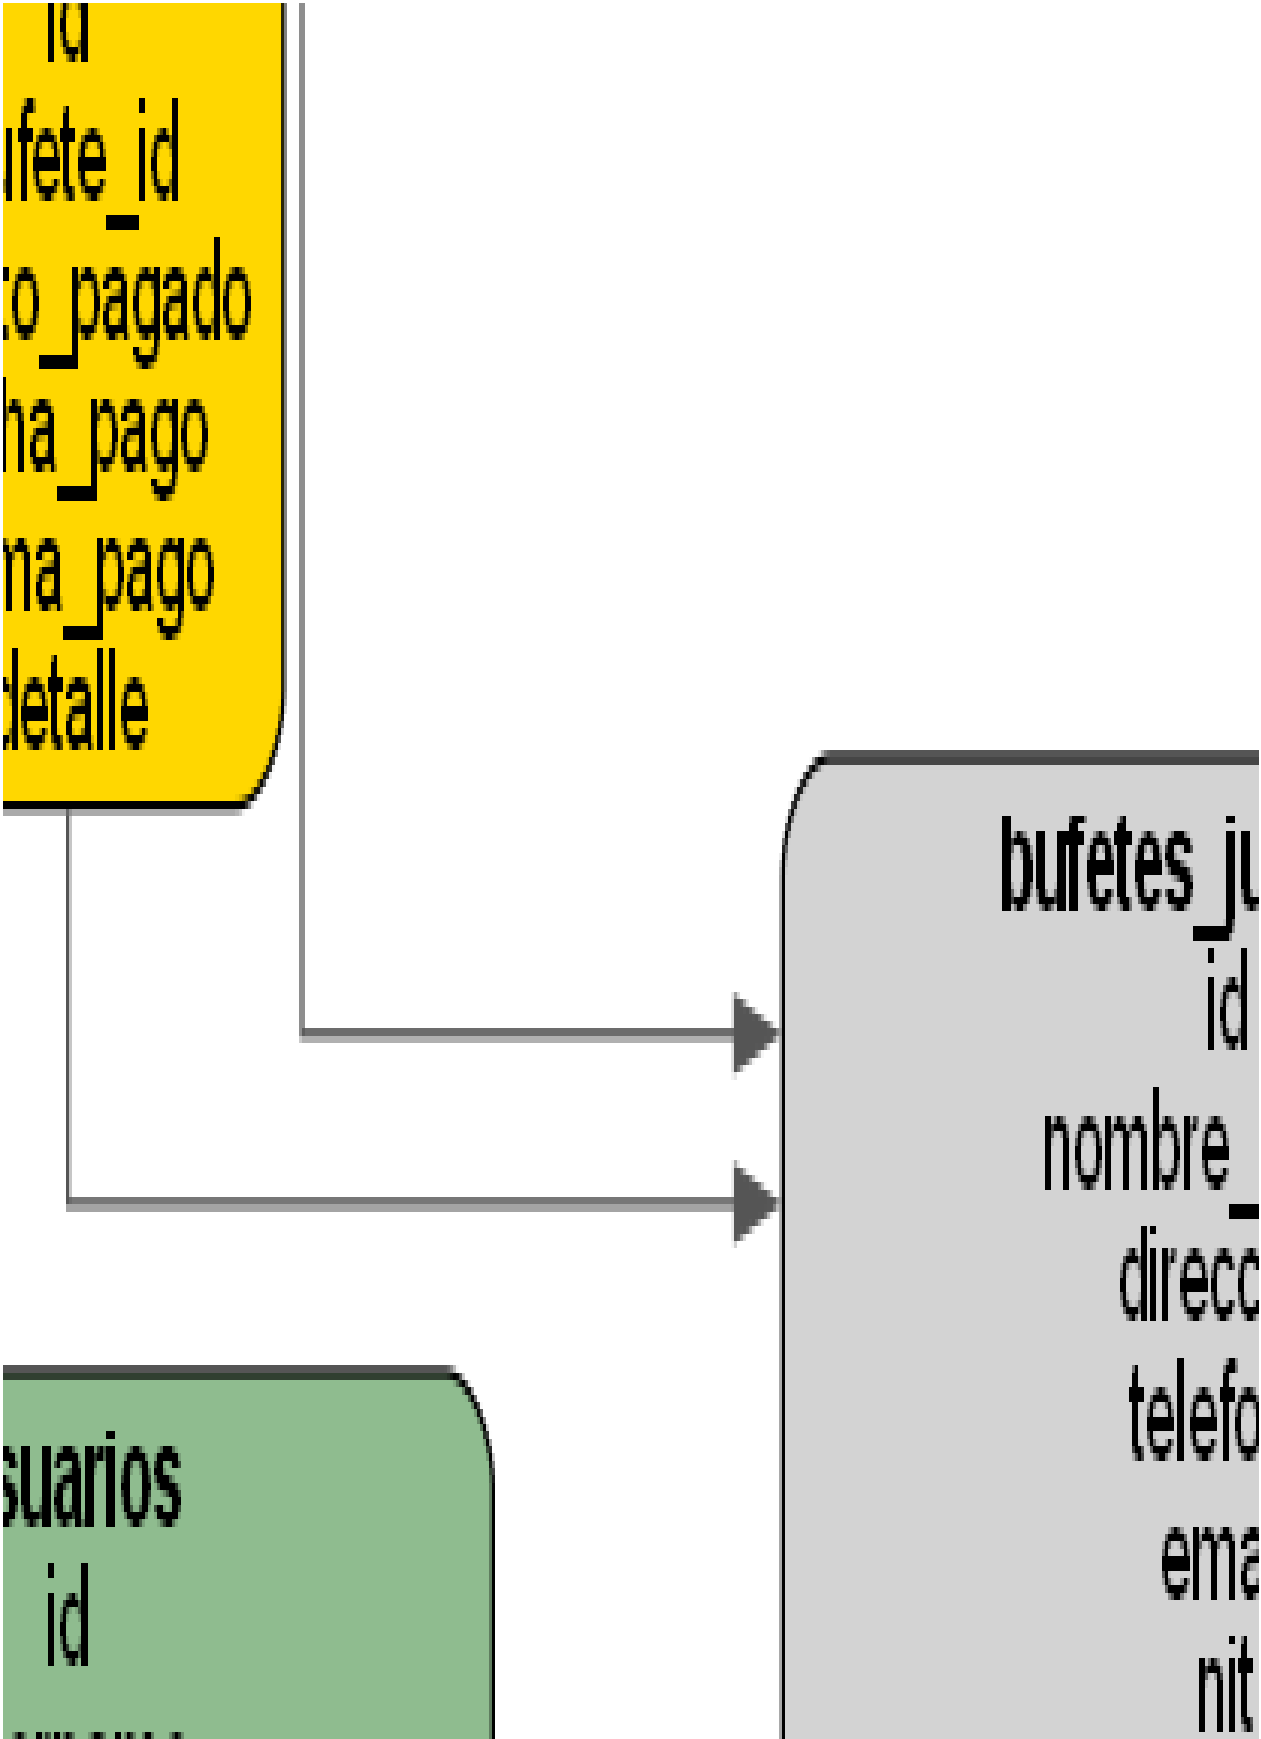 id
ufete_id
to_pagado
ha_pago
ma_pago
detalle
bufetes_ju
id
nombre_
direcc
telefo
ema
nit
suarios
id